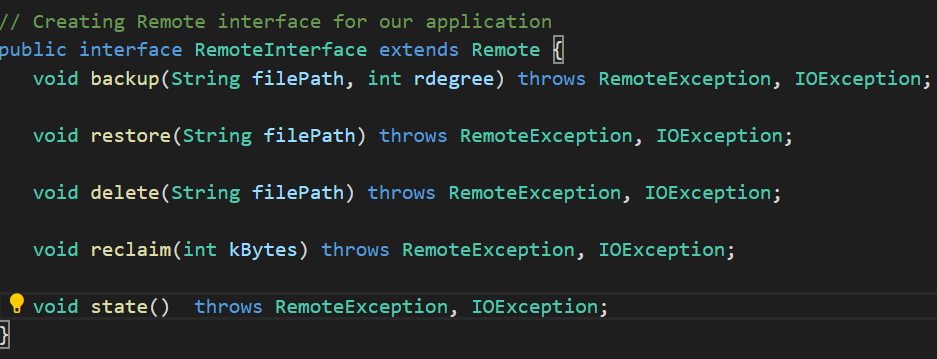 // Creating Remote interface for our application
public interface RemoteInterface extends Remote {
void backup(String filePath, int rdegree) throws RemoteException, IOException;
void restore(String filePath) throws RemoteException, IOException;
void delete(String filePath) throws RemoteException, IOException;
void reclaim(int kBytes) throws RemoteException, IOException;
void state()  throws RemoteException, IOException;
}